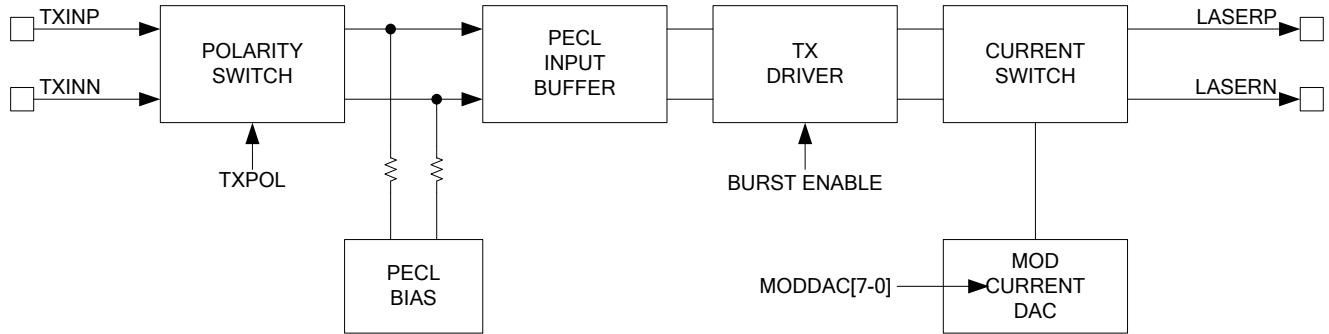 TXINP
TXINN
POLARITY
SWITCH
TXPOL
PECL
BIAS
PECL
INPUT
BUFFER
TX
DRIVER
BURST ENABLE
CURRENT
SWITCH
LASERP
LASERN
MODDAC[7-0]
MOD
CURRENT
DAC